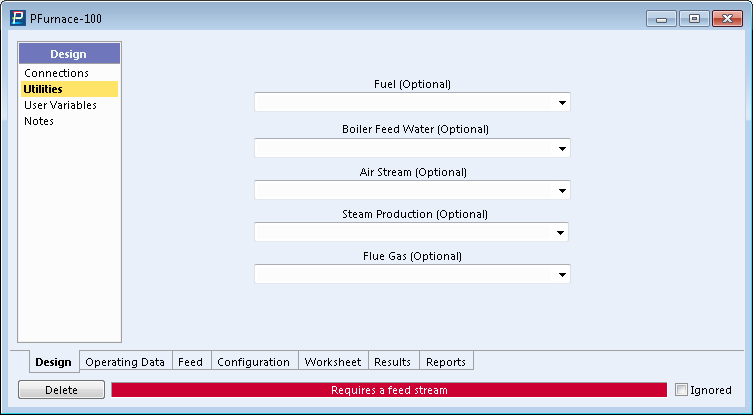 PFurnace-100
Design
Connections
Utilities
User Variables
Notes
Fuel (Optional)
Boiler Feed Water (Optional)
Air Stream (Optional)
Steam Production (Optional)
Flue Gas (Optional)
Design Operating Data Feed Configuration Worksheet Results Reports
Delete Requires a feed stream Ignored